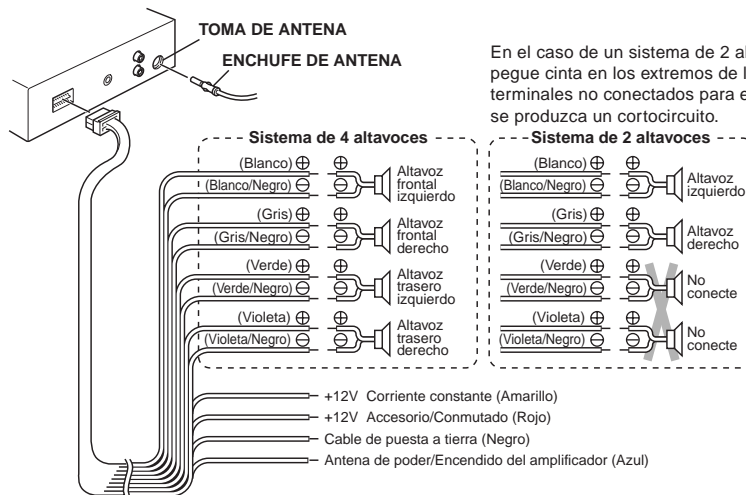 TOMA DE ANTENA
ENCHUFE DE ANTENA
En el caso de un sistema de 2
pegue cinta en los extremos de
terminales no conectados para
se produzca un cortocircuito.
Sistema de 4 altavoces
(Blanco) ⊕ ⊕
(Blanco/Negro) ⊖ ⊖
Altavoz
frontal
izquierdo
(Gris) ⊕ ⊕
(Gris/Negro) ⊖ ⊖
Altavoz
frontal
derecho
(Verde) ⊕ ⊕
(Verde/Negro) ⊖ ⊖
Altavoz
trasero
izquierdo
(Violeta) ⊕ ⊕
(Violeta/Negro) ⊖ ⊖
Altavoz
trasero
derecho
Sistema de 2 altavoces
(Blanco) ⊕ ⊕
(Blanco/Negro) ⊖ ⊖
Altavoz
izquierdo
(Gris) ⊕ ⊕
(Gris/Negro) ⊖ ⊖
Altavoz
derecho
(Verde) ⊕ ⊕
(Verde/Negro) ⊖ ⊖
No
conecte
(Violeta) ⊕ ⊕
(Violeta/Negro) ⊖ ⊖
No
conecte
+12V Corriente constante (Amarillo)
+12V Accesorio/Conmutado (Rojo)
Cable de puesta a tierra (Negro)
Antena de poder/Encendido del amplificador (Azul)